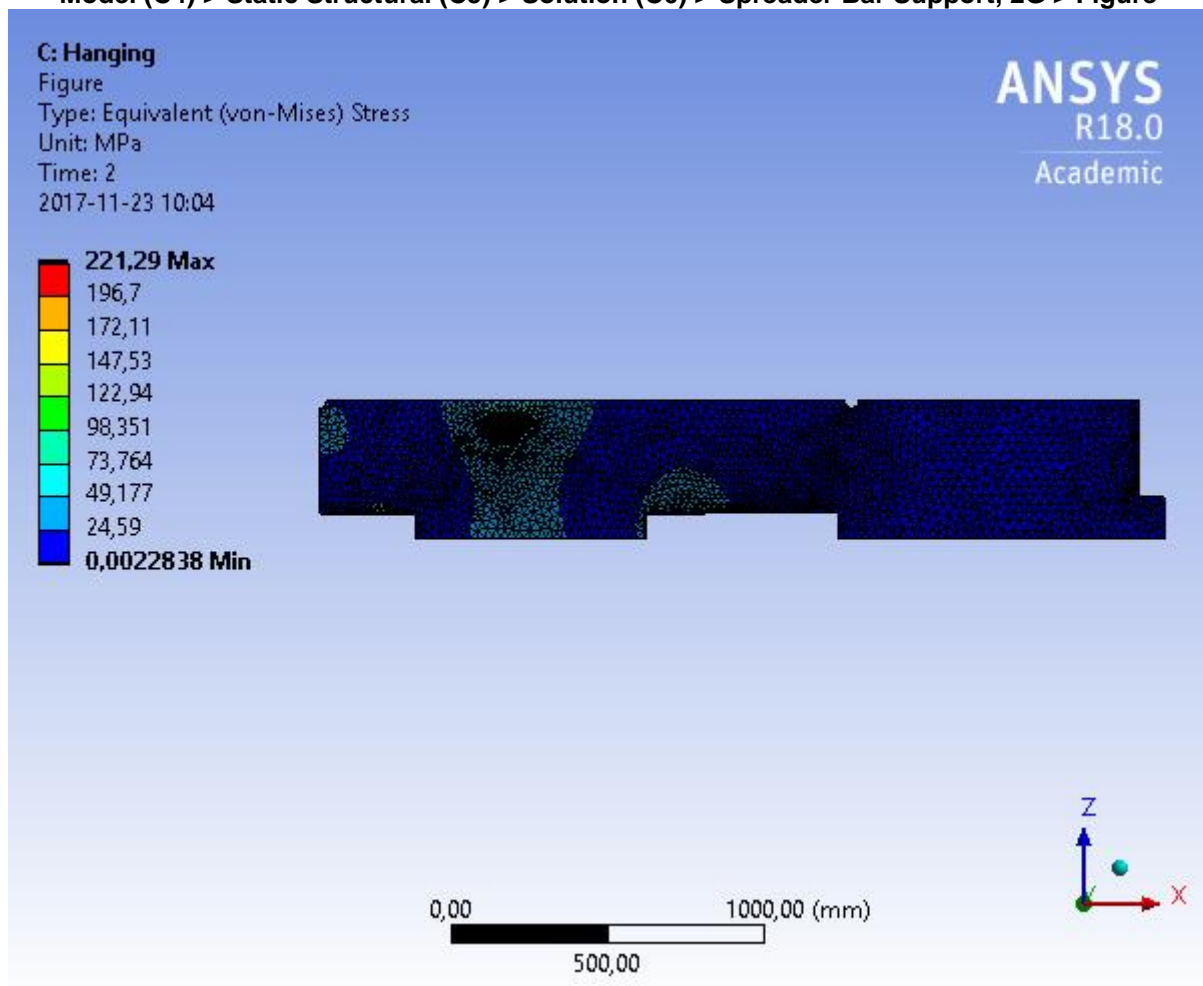 C: Hanging
Figure
Type: Equivalent (von-Mises) Stress
Unit: MPa
Time: 2
2017-11-23 10:04
ANSYS
R18.0
Academic
221,29 Max
196,7
172,11
147,53
122,94
98,351
73,764
49,177
24,59
0,0022838 Min
Z
X
0,00
1000,00 (mm)
500,00